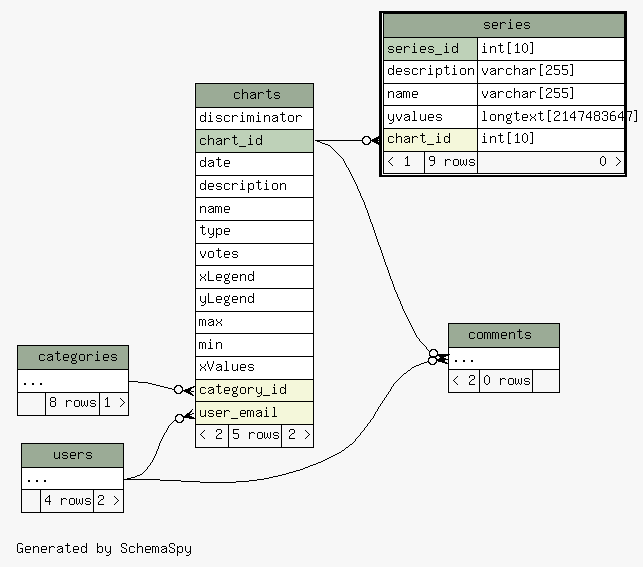 series
series_id int[10]
description varchar[255]
name varchar[255]
yvalues longtext[2147483647]
chart_id int[10]
< 1 9 rows 0 >
charts
discriminator
chart_id
date
description
name
type
votes
xLegend
yLegend
max
min
xValues
category_id
user_email
< 2 5 rows 2 >
comments
...
< 2 0 rows
categories
...
8 rows 1 >
users
...
4 rows 2 >
Generated by SchemaSpy